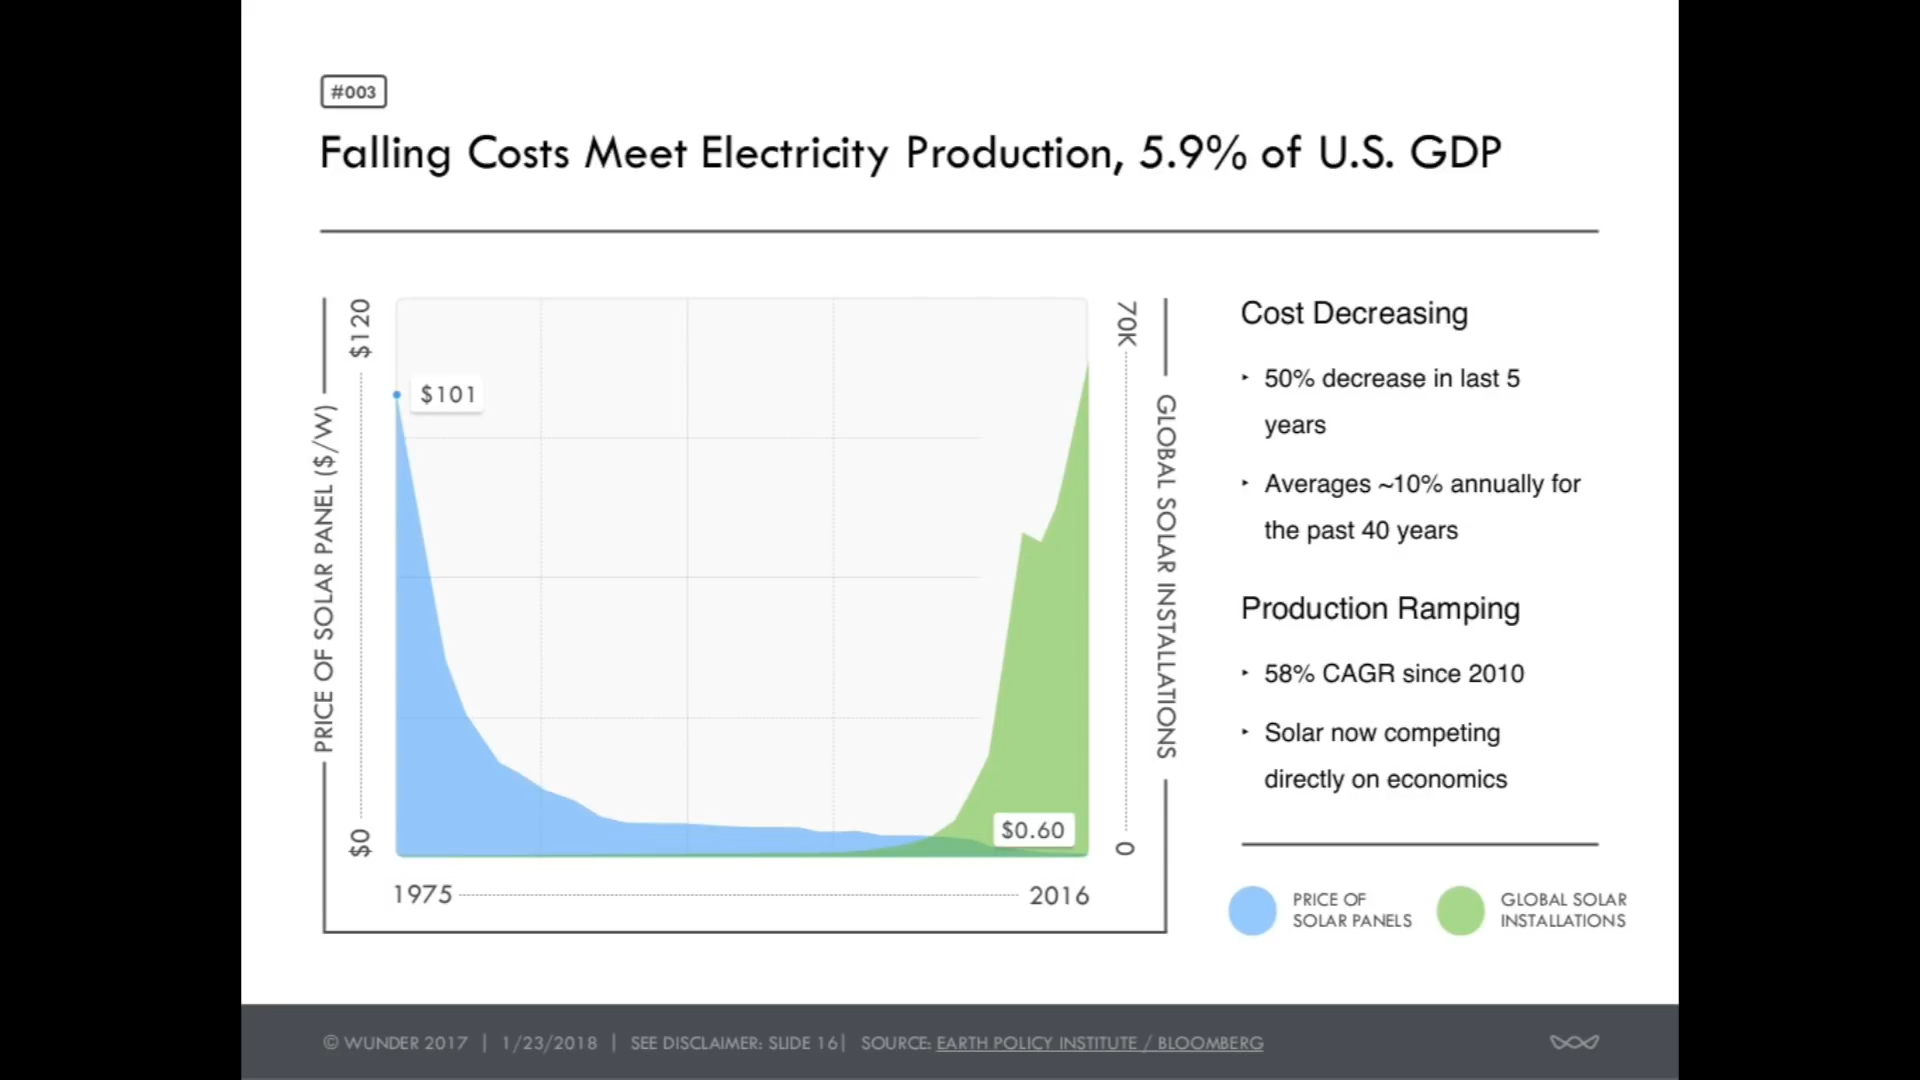 #003
Falling Costs Meet Electricity Production, 5.9% of U.S. GDP
$120
$0
PRICE OF SOLAR PANEL ($/W)
$101
$0.60
70K
0
GLOBAL SOLAR INSTALLATIONS
1975
2016
Cost Decreasing
‣ 50% decrease in last 5
years
‣ Averages ~10% annually for
the past 40 years
Production Ramping
‣ 58% CAGR since 2010
‣ Solar now competing
directly on economics
PRICE OF
SOLAR PANELS
GLOBAL SOLAR
INSTALLATIONS
© WUNDER 2017 | 1/23/2018 | SEE DISCLAIMER: SLIDE 16| SOURCE: EARTH POLICY INSTITUTE / BLOOMBERG